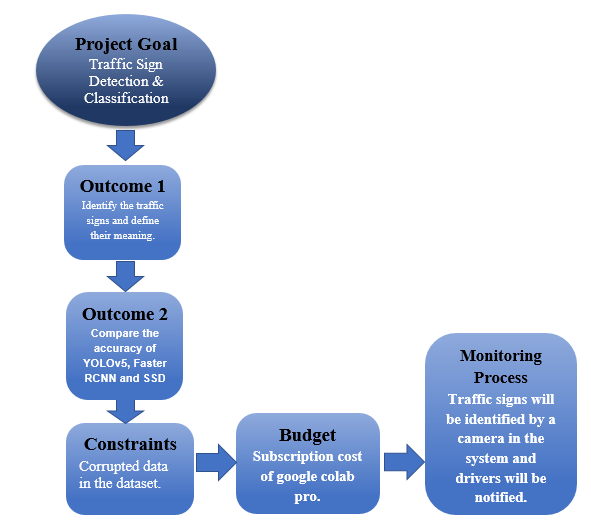 Project Goal
Traffic Sign
Detection &
Classification
Outcome 1
Identify the traffic
signs and define
their meaning.
Outcome 2
Compare the
accuracy of
YOLOv5, Faster
RCNN and SSD
Constraints
Corrupted data
in the dataset.
Budget
Subscription cost
of google colab
pro.
Monitoring
Process
Traffic signs will
be identified by a
camera in the
system and
drivers will be
notified.